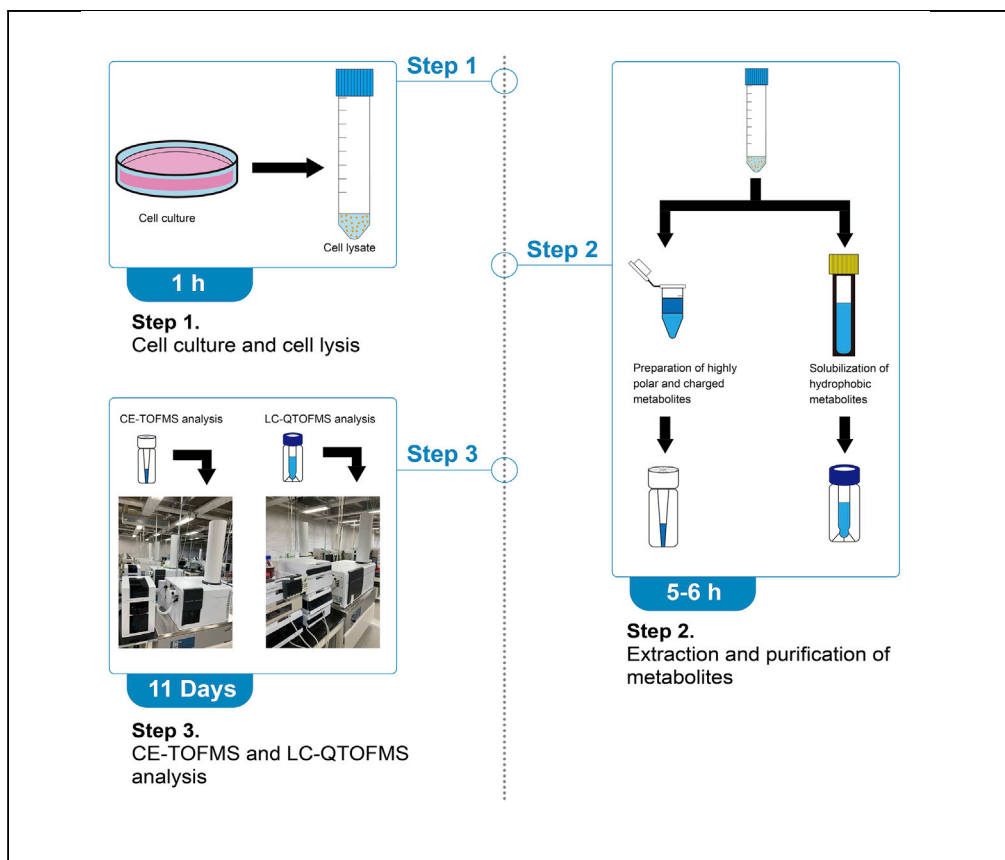 Step 1
Cell culture
Cell lysate
1 h
Step 1.
Cell culture and cell lysis
Step 2
Preparation of highly
polar and charged
metabolites
Solubilization of
hydrophobic
metabolites
5-6 h
Step 2.
Extraction and purification of
metabolites
Step 3
CE-TOFMS analysis
LC-QTOFMS analysis
11 Days
Step 3.
CE-TOFMS and LC-QTOFMS
analysis